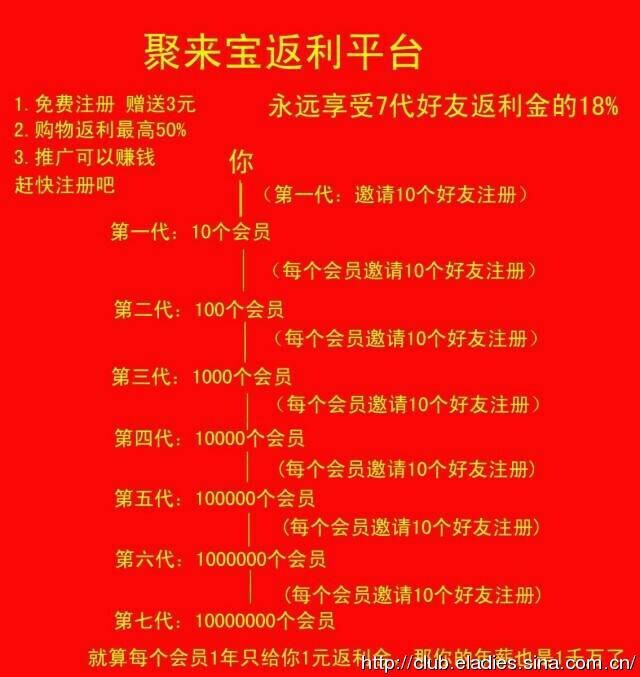 聚来宝返利平台
1.免费注册 赠送3元
永远享受7代好友返利金的18%
2.购物返利最高50%
3.推广可以赚钱
你
赶快注册吧
（第一代：邀请10个好友注册）
第一代：10个会员
（每个会员邀请10个好友注册）
第二代：100个会员
（每个会员邀请10个好友注册）
第三代：1000个会员
（每个会员邀请10个好友注册）
第四代：10000个会员
(每个会员邀请10个好友注册)
第五代：100000个会员
(每个会员邀请10个好友注册)
第六代：1000000个会员
(每个会员邀请10个好友注册)
第七代：10000000个会员
就算每个会员1年只给你1元返利金，那你的年薪也是1千万了
http://club.eladies.sina.com.cn/